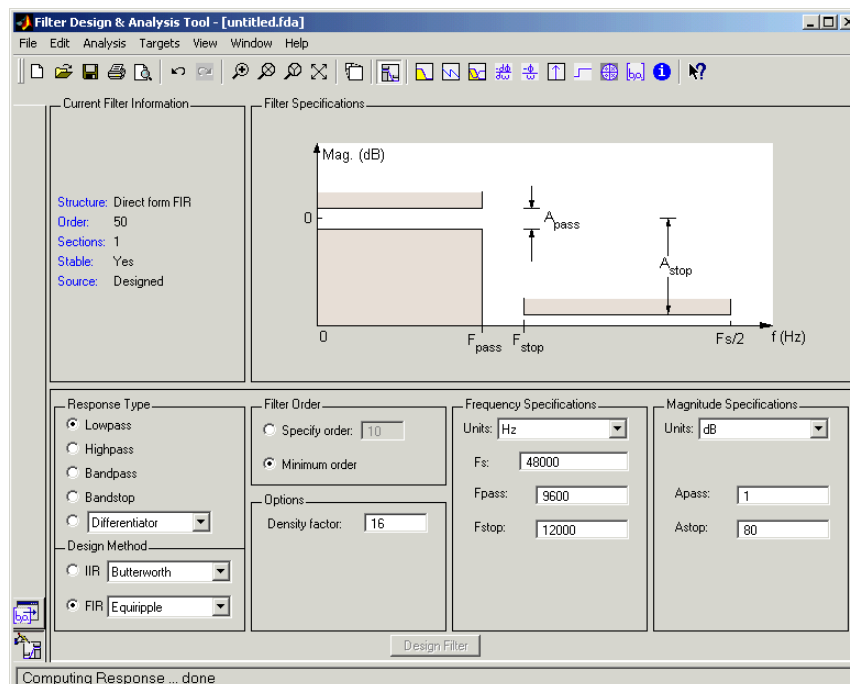 Filter Design & Analysis Tool - [untitled.fda]
File Edit Analysis Targets View Window Help
Current Filter Information
Structure: Direct form FIR
Order: 50
Sections: 1
Stable: Yes
Source: Designed
Filter Specifications
Mag. (dB)
0
A pass
A stop
0
F pass
F stop
Fs/2
f (Hz)
Response Type
Lowpass
Highpass
Bandpass
Bandstop
Differentiator
Design Method
IIR Butterworth
FIR Equiripple
Filter Order
Specify order: 10
Minimum order
Options
Density factor: 16
Frequency Specifications
Units: Hz
Fs: 48000
Fpass: 9600
Fstop: 12000
Magnitude Specifications
Units: dB
Apass: 1
Astop: 80
Design Filter
Computing Response ... done